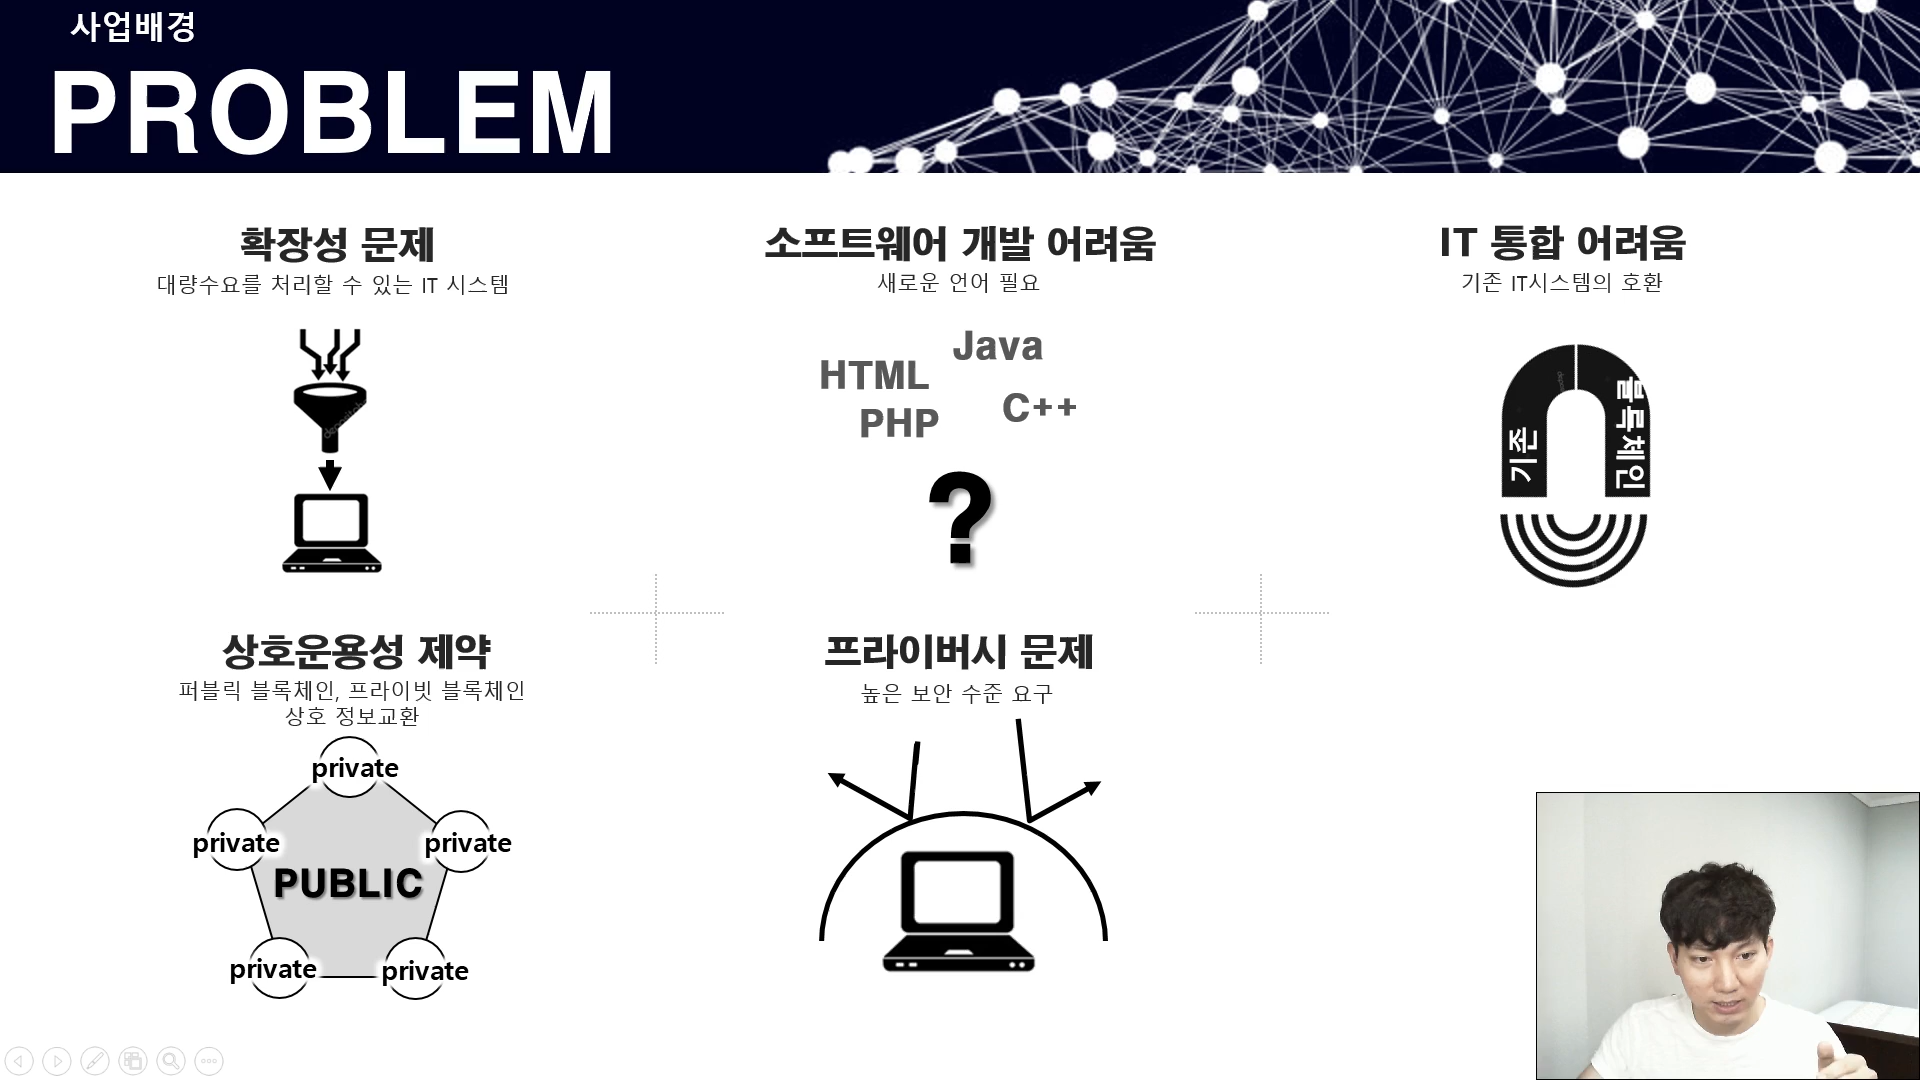 사업배경
PROBLEM
확장성 문제
대량수요를 처리할 수 있는 IT 시스템
소프트웨어 개발 어려움
새로운 언어 필요
Java
HTML
C++
PHP
?
IT 통합 어려움
기존 IT시스템의 호환
기존
블록체인
상호운용성 제약
퍼블릭 블록체인, 프라이빗 블록체인
상호 정보교환
private
private
private
PUBLIC
private
private
프라이버시 문제
높은 보안 수준 요구